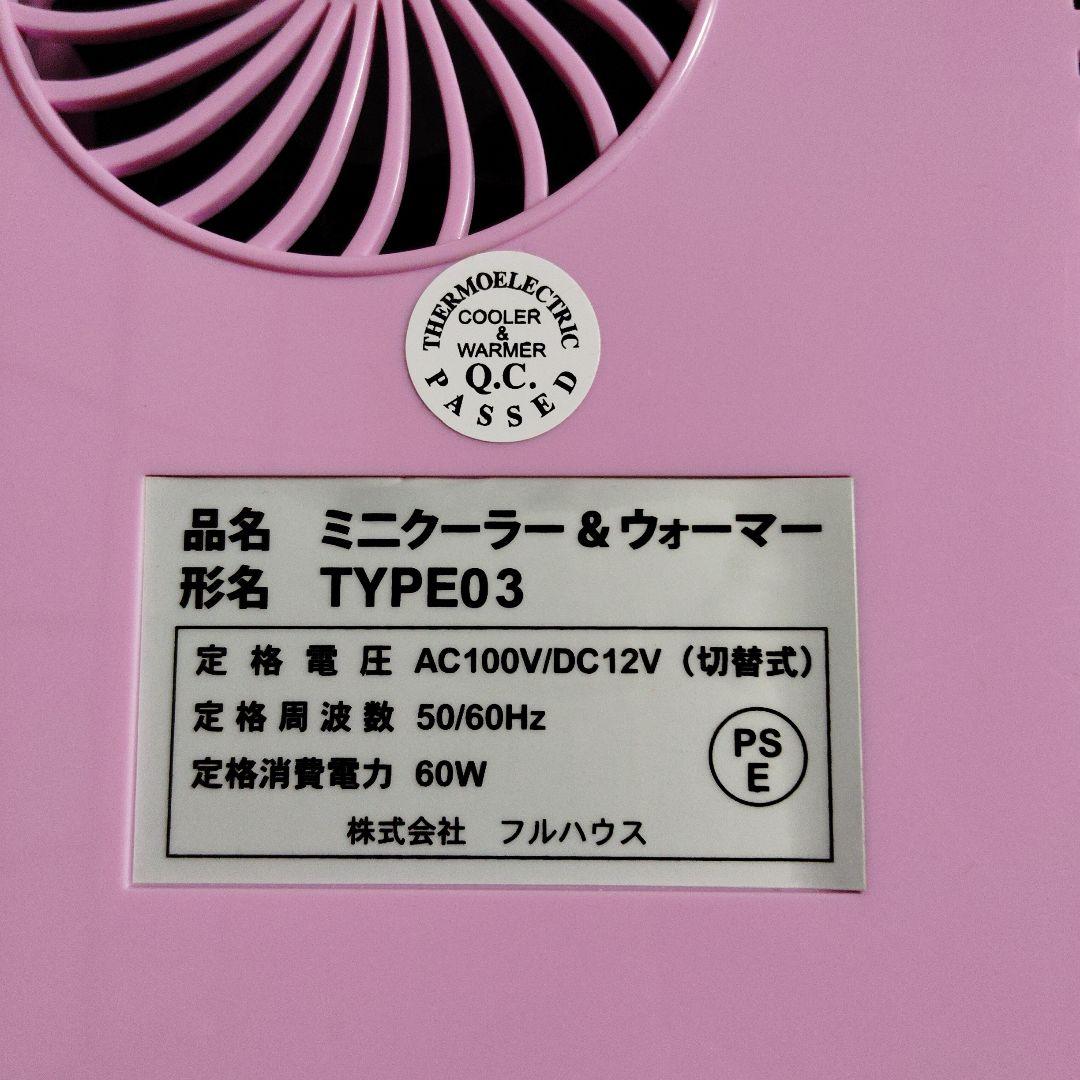 THERMOELECTRIC
COOLER
&
WARMER
Q.C.
PASSED
品名 ミニクーラー&ウォーマー
形名 TYPE03
定格電圧 AC100V/DC12V (切替式)
定格周波数 50/60Hz
定格消費電力 60W
PS
E
株式会社 フルハウス